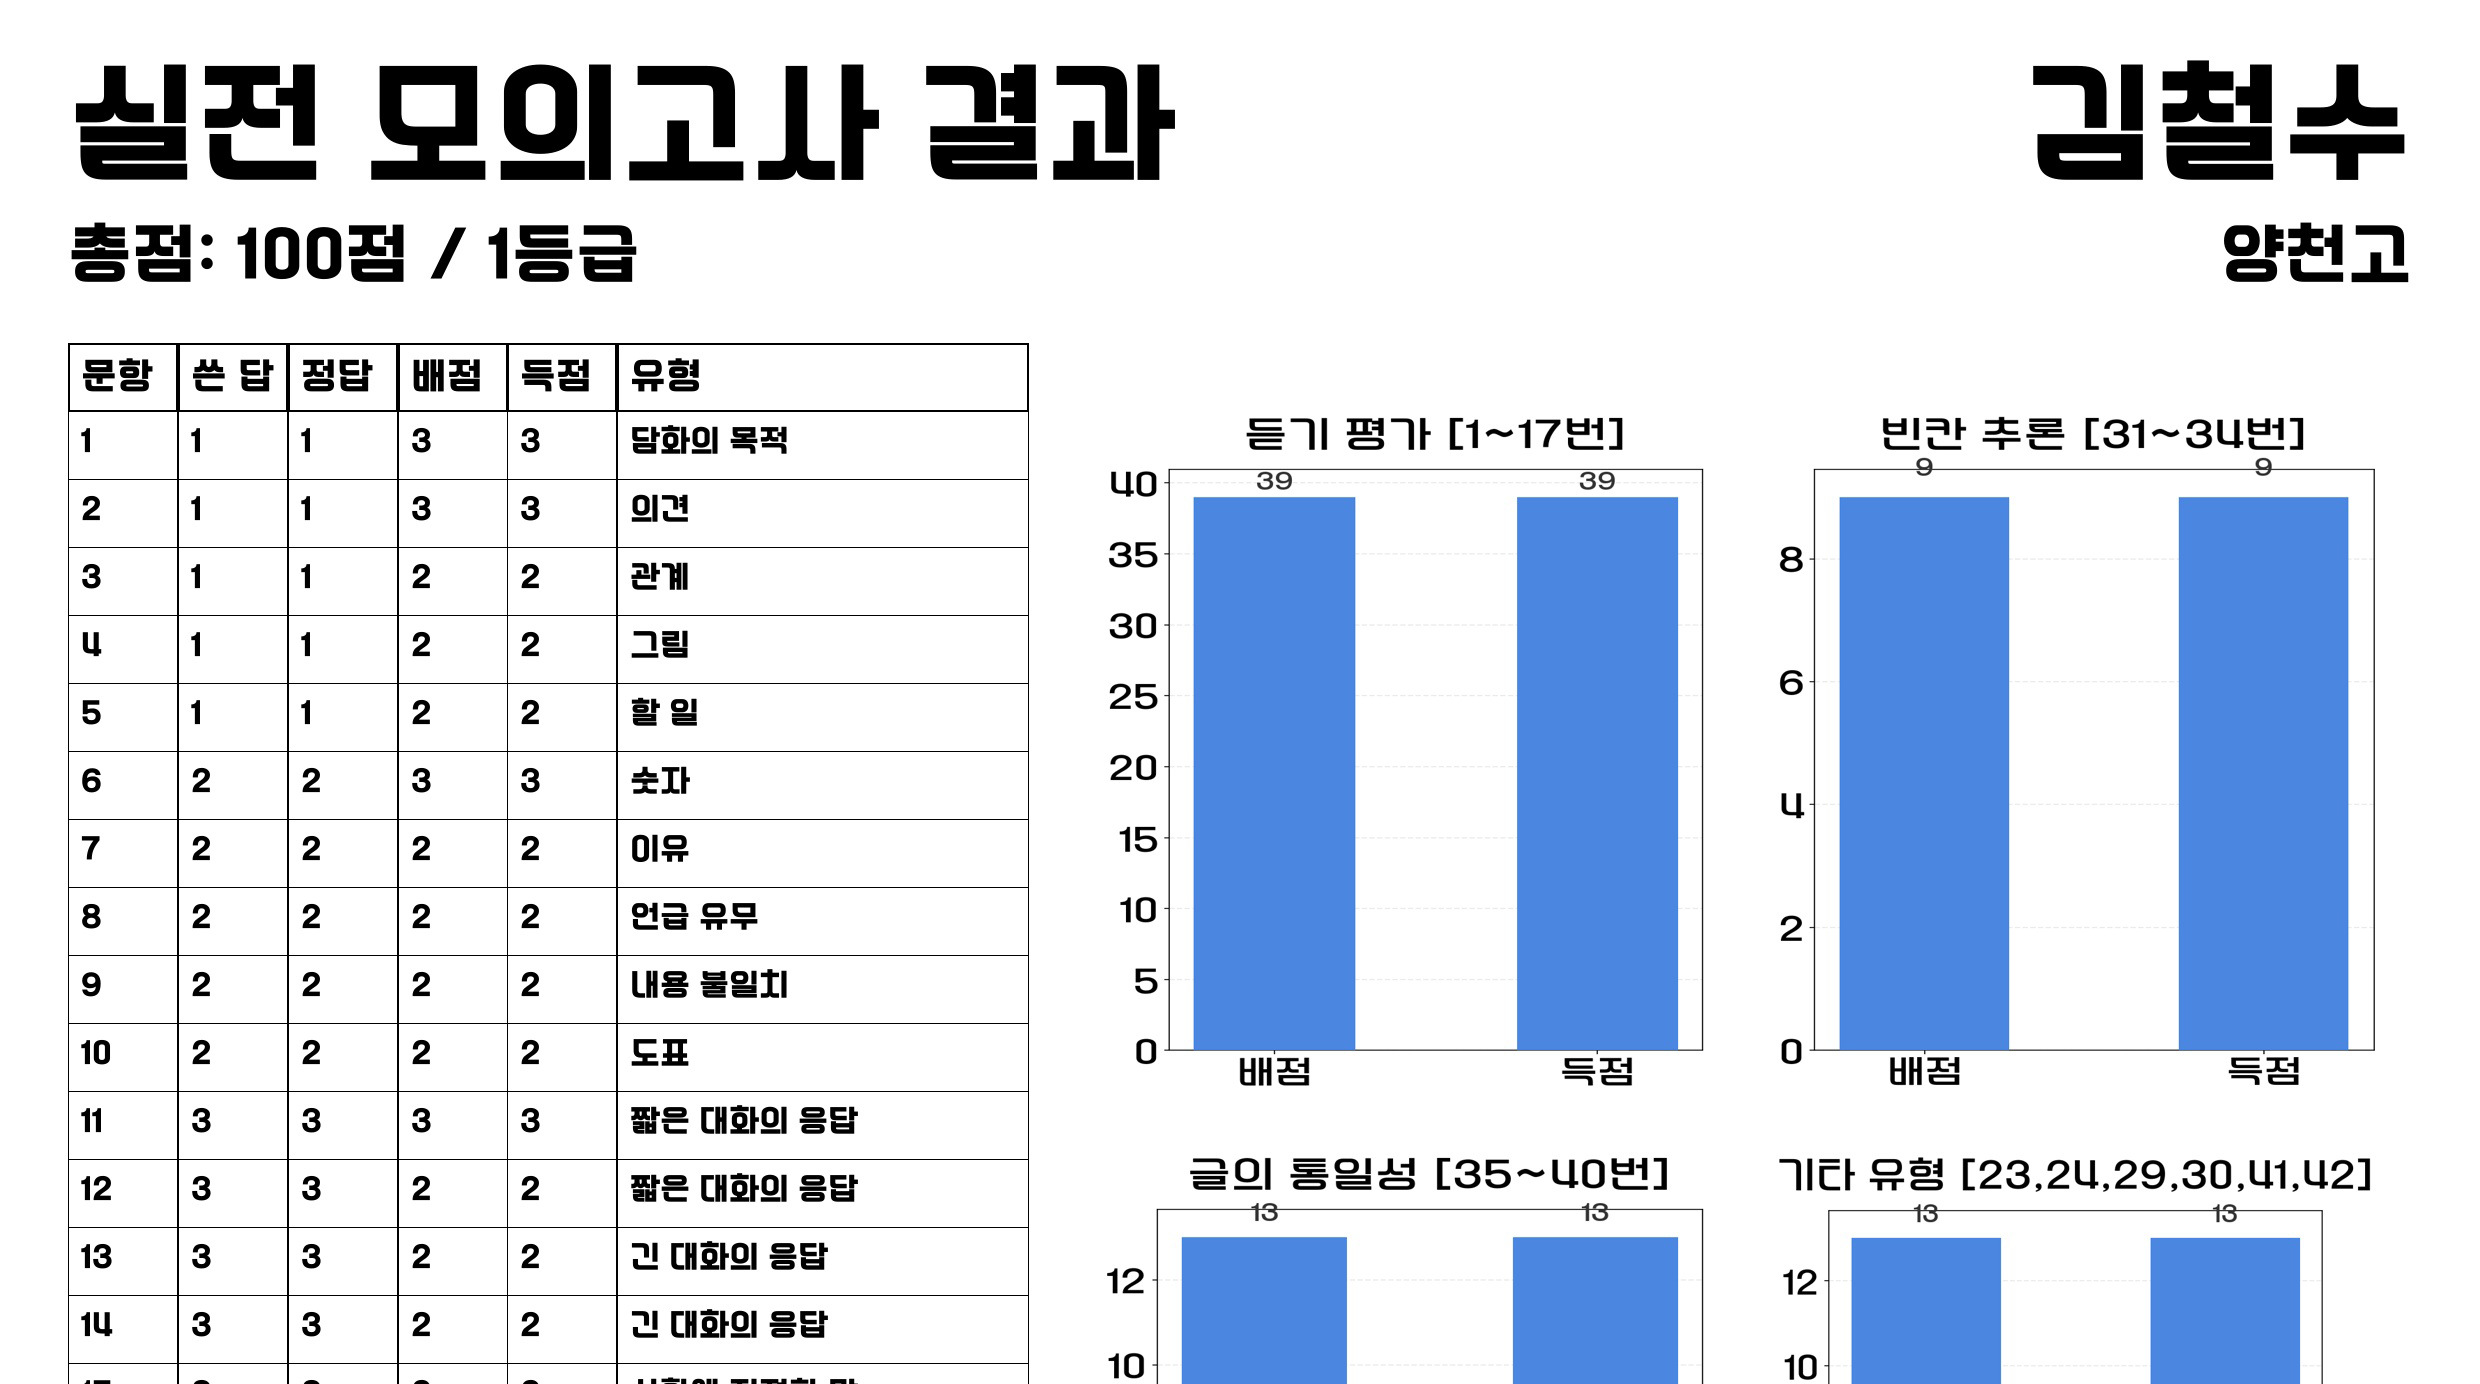 실전 모의고사 결과
김철수
총점: 100점 / 1등급
양천고
문항 쓴 답 정답 배점 득점 유형
1 1 1 3 3 담화의 목적
2 1 1 3 3 의견
3 1 1 2 2 관계
4 1 1 2 2 그림
5 1 1 2 2 할 일
6 2 2 3 3 숫자
7 2 2 2 2 이유
8 2 2 2 2 언급 유무
9 2 2 2 2 내용 불일치
10 2 2 2 2 도표
11 3 3 3 3 짧은 대화의 응답
12 3 3 2 2 짧은 대화의 응답
13 3 3 2 2 긴 대화의 응답
14 3 3 2 2 긴 대화의 응답
듣기 평가 [1~17번]
39 39
40
35
30
25
20
15
10
5
0
배점 득점
빈칸 추론 [31~34번]
9 9
8
6
4
2
0
배점 득점
글의 통일성 [35~40번]
13 13
12
10
기타 유형 [23,24,29,30,41,42]
13 13
12
10